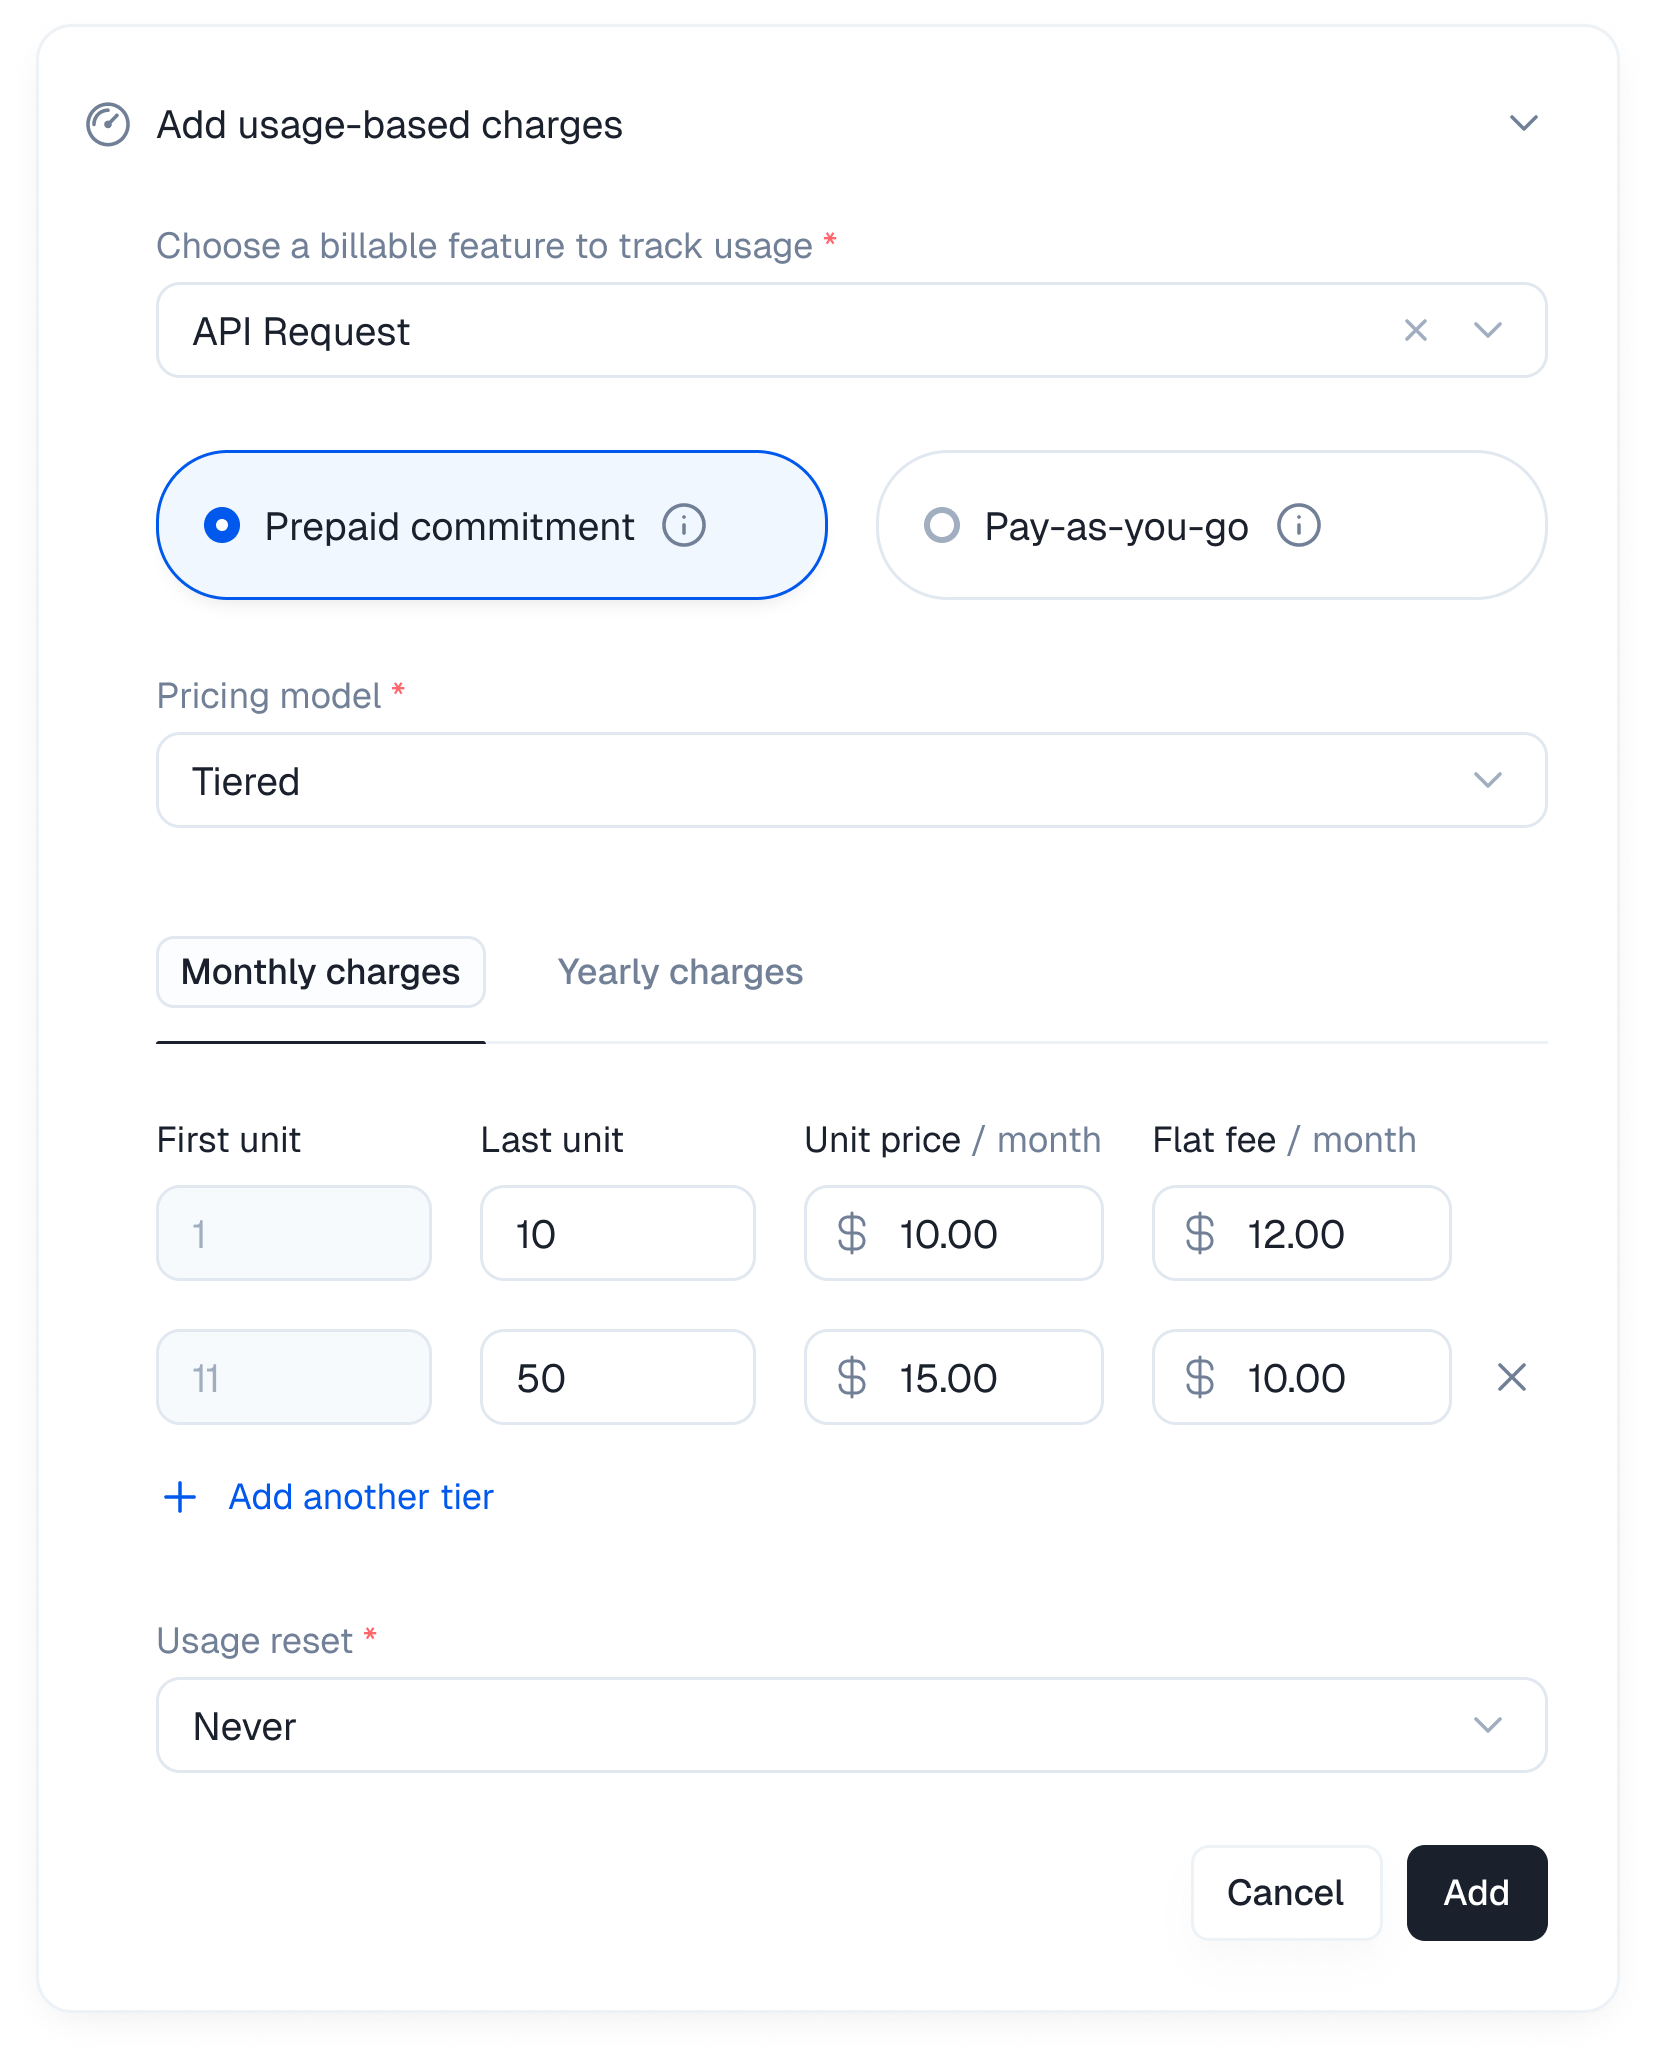 Add usage-based charges
Choose a billable feature to track usage *
API Request
Prepaid commitment
Pay-as-you-go
Pricing model *
Tiered
Monthly charges
Yearly charges
First unit
Last unit
Unit price / month
Flat fee / month
1
10
$ 10.00
$ 12.00
11
50
$ 15.00
$ 10.00
+ Add another tier
Usage reset *
Never
Cancel
Add